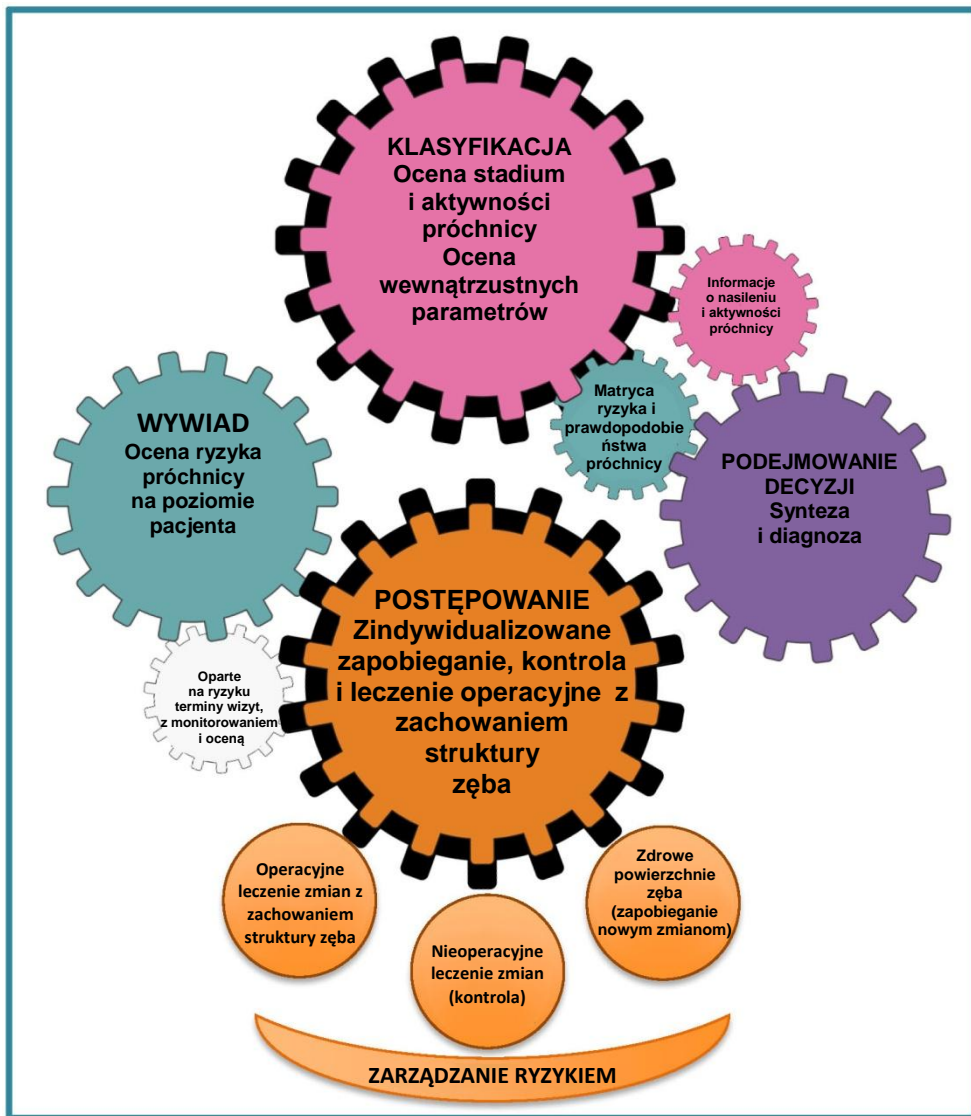 KLASYFIKACJA
Ocena stadium
i aktywności
próchnicy
Ocena
wewnątrzustnych
parametrów
Informacje
o nasileniu
i aktywności
próchnicy
Matryca
ryzyka i
prawdopodobie
ństwa
próchnicy
WYWIAD
Ocena ryzyka
próchnicy
na poziomie
pacjenta
PODEJMOWANIE
DECYZJI
Synteza
i diagnoza
POSTĘPOWANIE
Zindywidualizowane
zapobieganie, kontrola
i leczenie operacyjne z
zachowaniem
struktury
zęba
Oparte
na ryzyku
terminy wizyt,
z monitorowaniem
i oceną
Operacyjne
leczenie zmian z
zachowaniem
struktury zęba
Nieoperacyjne
leczenie zmian
(kontrola)
Zdrowe
powierzchnie
zęba
(zapobieganie
nowym zmianom)
ZARZĄDZANIE RYZYKIEM